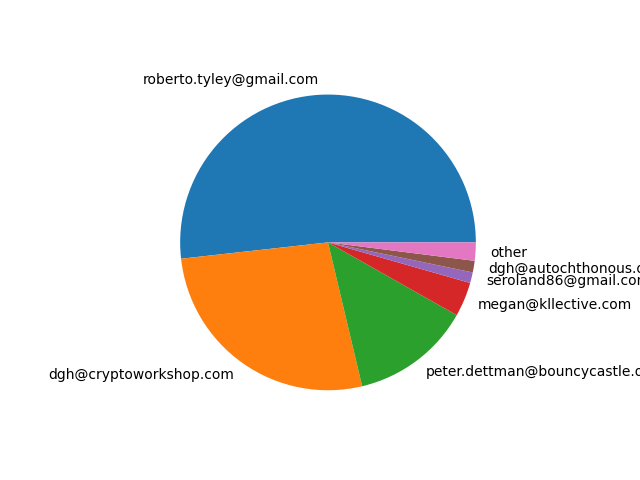 roberto.tyley@gmail.com
other
dgh@autochthonous.
seroland86@gmail.co
megan@kllective.com
peter.dettman@bouncycastle.
dgh@cryptoworkshop.com